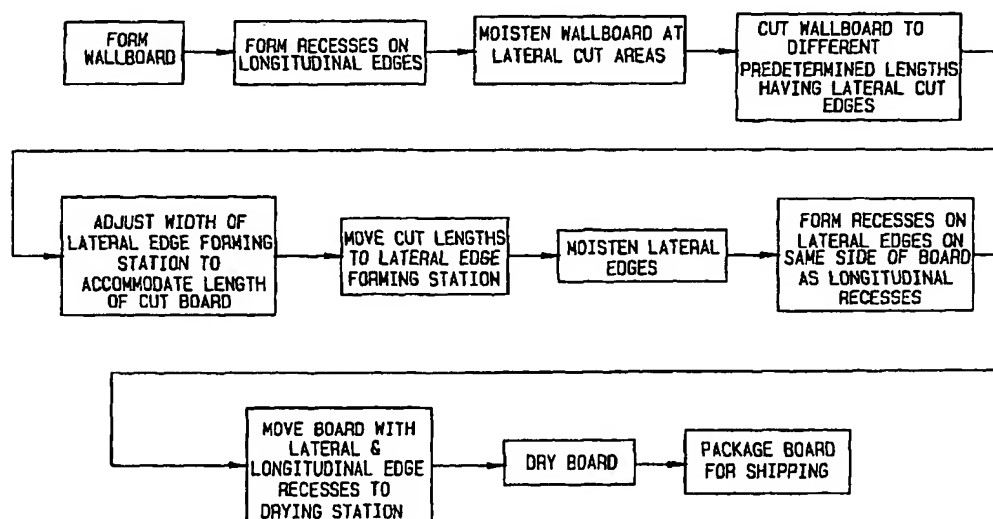 FORM
WALLBOARD
FORM RECESSES ON
LONGITUDINAL EDGES
MOISTEN WALLBOARD AT
LATERAL CUT AREAS
CUT WALLBOARD TO
DIFFERENT
PREDETERMINED LENGTHS
HAVING LATERAL CUT
EDGES
ADJUST WIDTH OF
LATERAL EDGE FORMING
STATION TO
ACCOMMODATE LENGTH
OF CUT BOARD
MOVE CUT LENGTHS
TO LATERAL EDGE
FORMING STATION
MOISTEN LATERAL
EDGES
FORM RECESSES ON
LATERAL EDGES ON
SAME SIDE OF BOARD
AS LONGITUDINAL
RECESSES
MOVE BOARD WITH
LATERAL &
LONGITUDINAL EDGE
RECESSES TO
DRYING STATION
DRY BOARD
PACKAGE BOARD
FOR SHIPPING